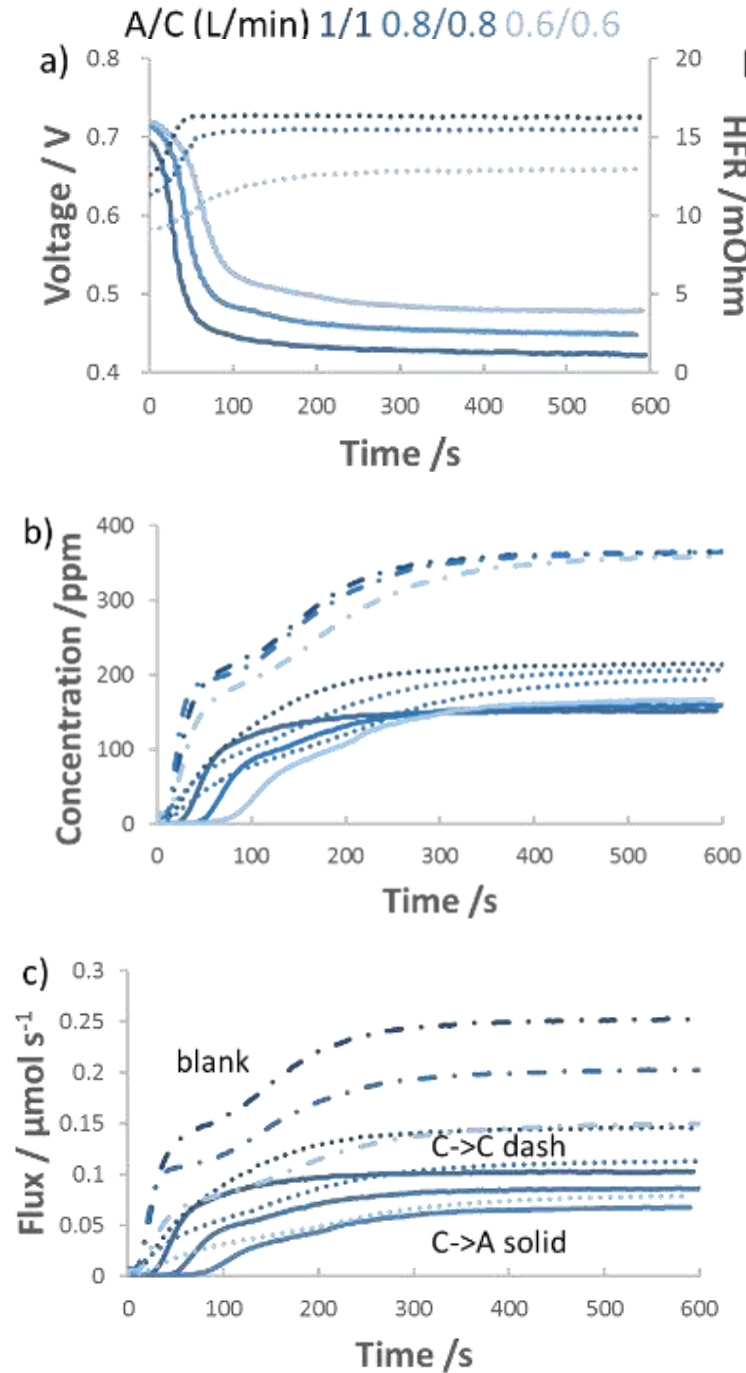 A/C (L/min) 1/1 0.8/0.8 0.6/0.6
a)
0.8
0.7
0.6
0.5
0.4
Voltage / V
20
15
10
5
0
HFR /mOhm
0 100 200 300 400 500 600
Time /s
b)
400
300
200
100
0
Concentration /ppm
0 100 200 300 400 500 600
Time /s
c)
0.3
0.25
0.2
0.15
0.1
0.05
0
Flux / μmol s⁻¹
blank
C->C dash
C->A solid
0 100 200 300 400 500 600
Time /s